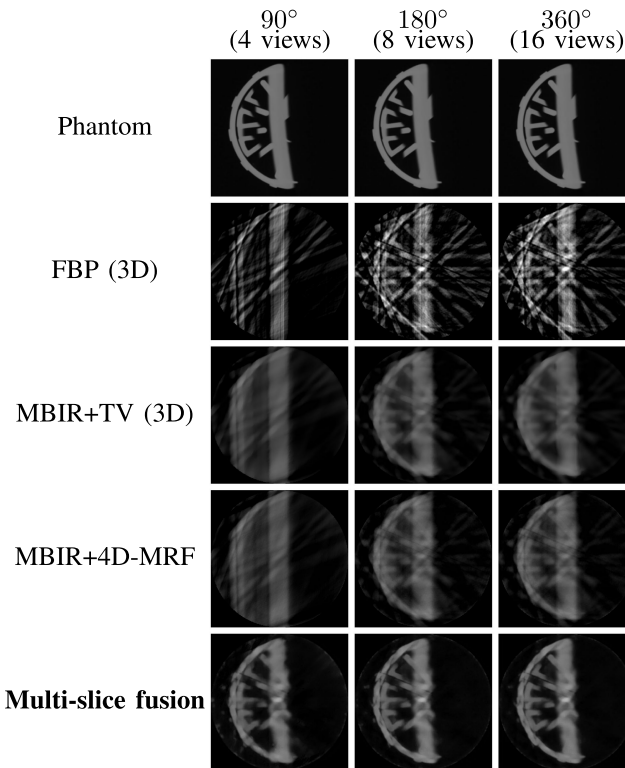 90° 180° 360°
(4 views) (8 views) (16 views)
Phantom
FBP (3D)
MBIR+TV (3D)
MBIR+4D-MRF
Multi-slice fusion